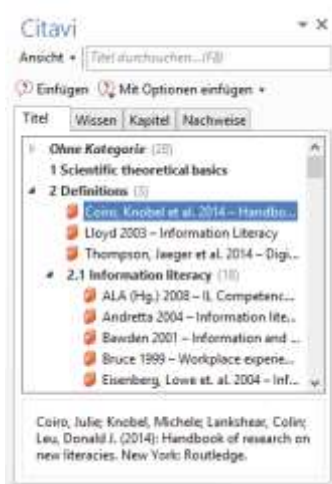 Citavi
Ansicht Titel durchsuchen...(F8)
Einfügen Mit Optionen einfügen
Titel Wissen Kapitel Nachweise
Ohne Kategorie (28)
1 Scientific theoretical basics
2 Definitions (3)
Coiro, Knobel et al. 2014 – Handbo...
Lloyd 2003 – Information Literacy
Thompson, Jaeger et al. 2014 – Digi...
2.1 Information literacy (18)
ALA (Hg.) 2008 – IL Competenc...
Andretta 2004 – Information lite...
Bawden 2001 – Information and ...
Bruce 1999 – Workplace experie...
Eisenberg, Lowe et. al. 2004 – Inf...
Coiro, Julie; Knobel, Michele; Lankshear, Colin;
Leu, Donald J. (2014): Handbook of research on
new literacies. New York: Routledge.